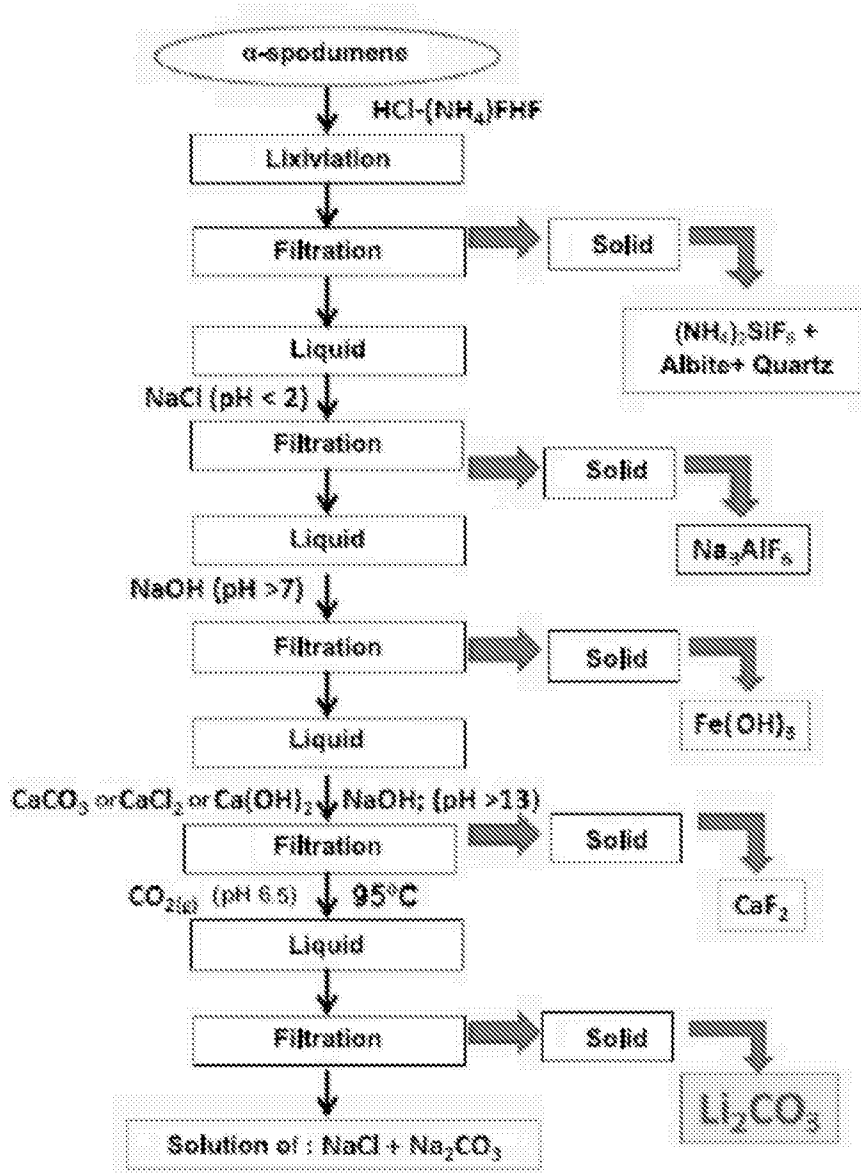 α-spodumene
HCl-(NH₄)FHF
Lixiviation
Filtration
Solid
(NH₄)₂SiF₆ +
Albite+ Quartz
Liquid
NaCl (pH < 2)
Filtration
Solid
Na₃AlF₆
Liquid
NaOH (pH >7)
Filtration
Solid
Fe(OH)₃
Liquid
CaCO₃ or CaCl₂ or Ca(OH)₂ NaOH; (pH >13)
Filtration
Solid
CaF₂
CO₂(g) (pH 6.5) 95°C
Liquid
Filtration
Solid
Li₂CO₃
Solution of : NaCl + Na₂CO₃